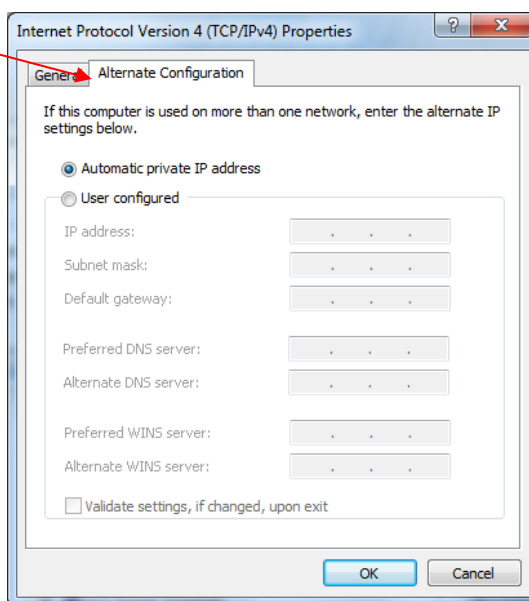 Internet Protocol Version 4 (TCP/IPv4) Properties
General Alternate Configuration
If this computer is used on more than one network, enter the alternate IP
settings below.
Automatic private IP address
User configured
IP address:
Subnet mask:
Default gateway:
Preferred DNS server:
Alternate DNS server:
Preferred WINS server:
Alternate WINS server:
Validate settings, if changed, upon exit
OK Cancel